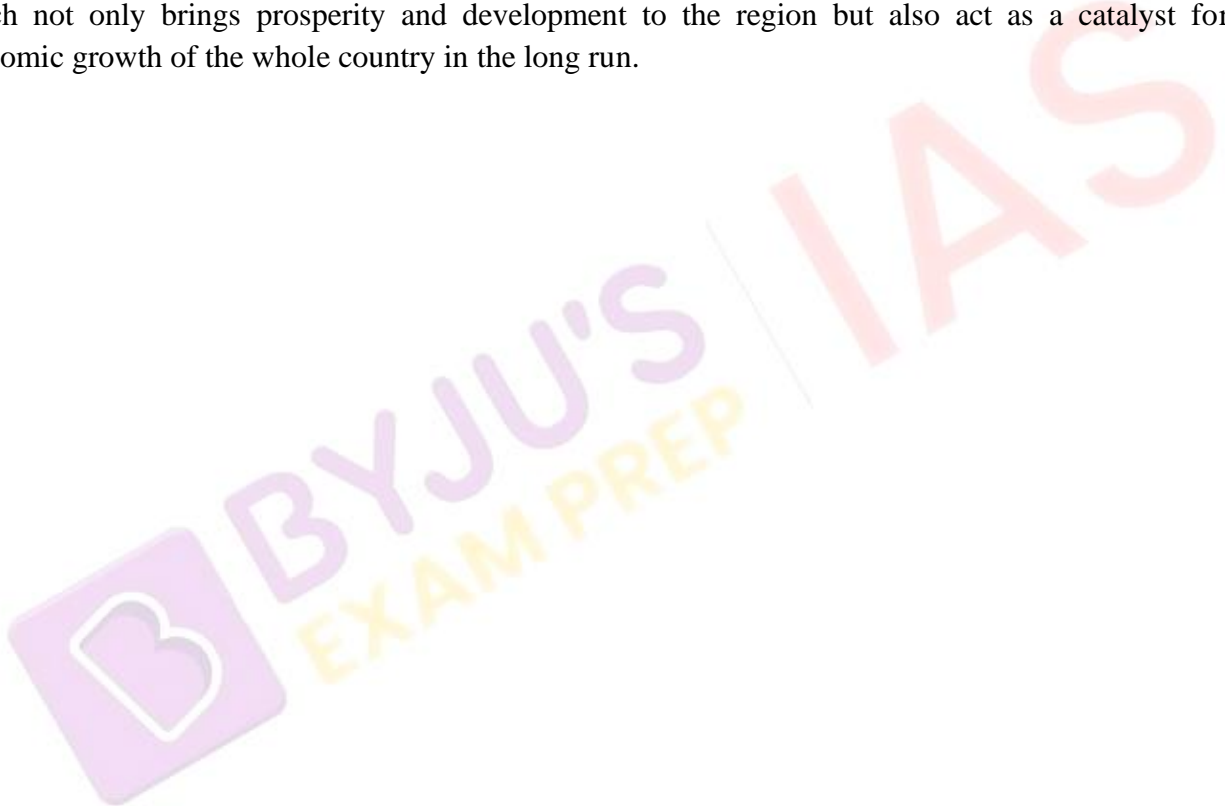 h not only brings prosperity and development to the region but also act as a catalyst for
omic growth of the whole country in the long run.
IAS
BYJU'S
EXAM PREP
B